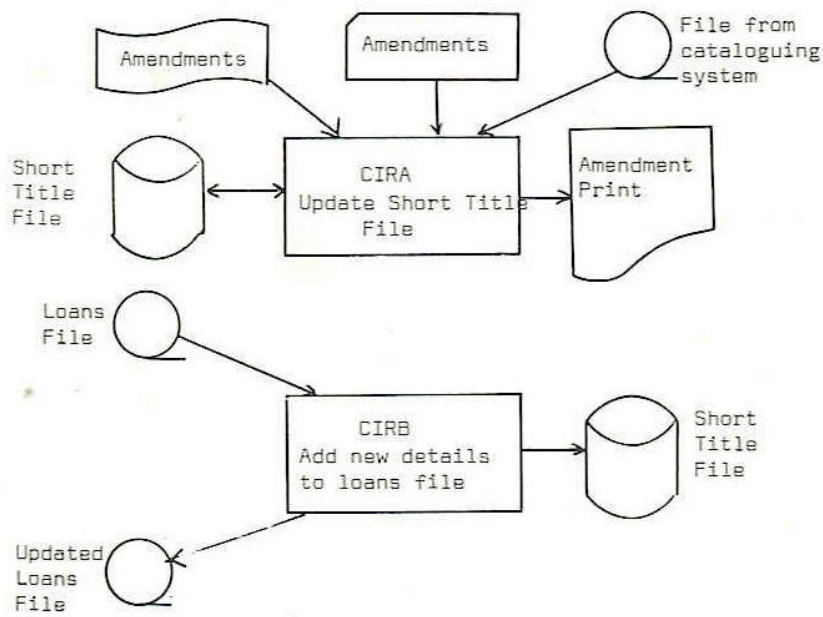 Amendments
Amendments
File from
cataloguing
system
Short
Title
File
CIRA
Update Short Title
File
Amendment
Print
Loans
File
CIRB
Add new details
to loans file
Short
Title
File
Updated
Loans
File